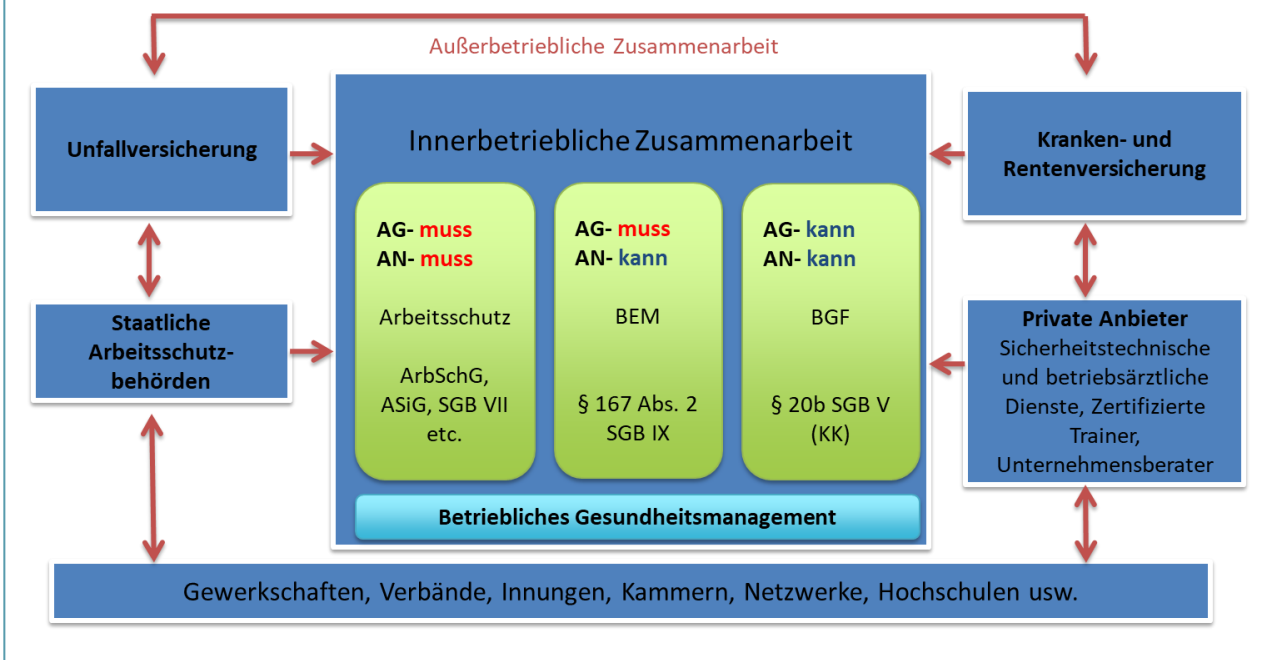 Außerbetriebliche Zusammenarbeit
Unfallversicherung
Innerbetriebliche Zusammenarbeit
Kranken- und
Rentenversicherung
AG- muss
AN- muss
Arbeitsschutz
ArbSchG,
ASiG, SGB VII
etc.
AG- muss
AN- kann
BEM
§ 167 Abs. 2
SGB IX
AG- kann
AN- kann
BGF
§ 20b SGB V
(KK)
Staatliche
Arbeitsschutz-
behörden
Private Anbieter
Sicherheitstechnische
und betriebsärztliche
Dienste, Zertifizierte
Trainer,
Unternehmensberater
Betriebliches Gesundheitsmanagement
Gewerkschaften, Verbände, Innungen, Kammern, Netzwerke, Hochschulen usw.